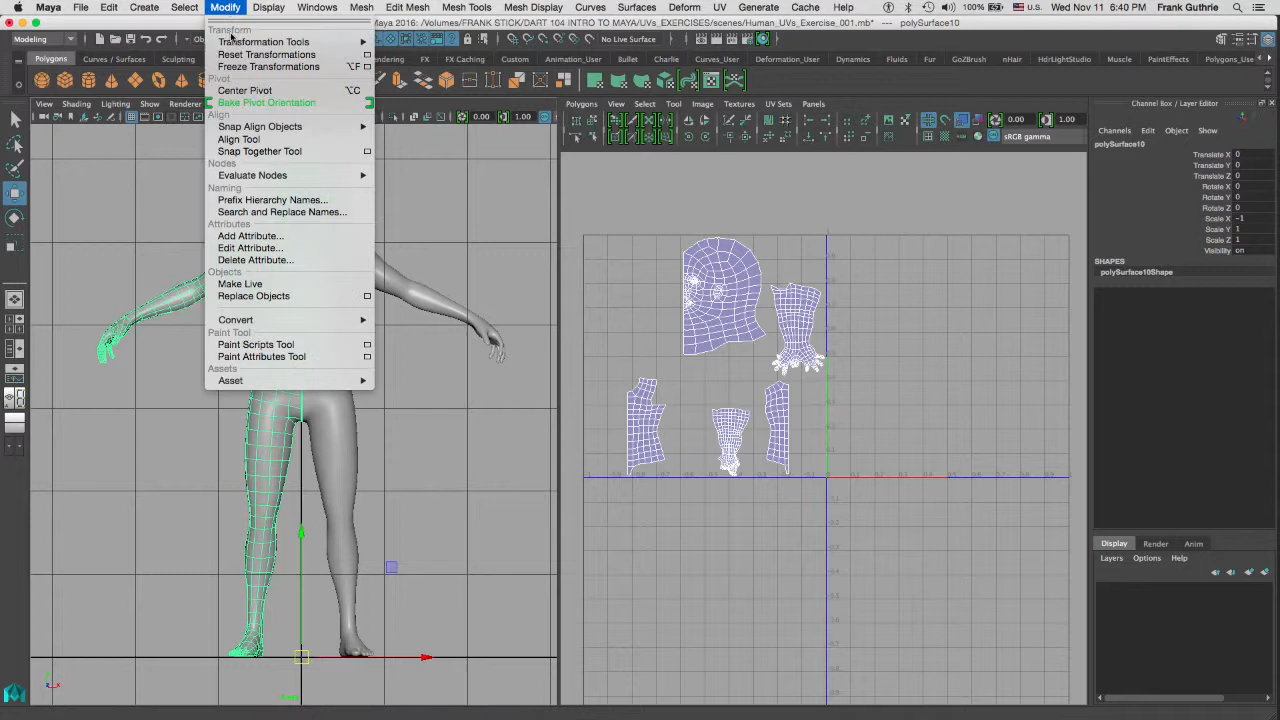 Maya File Edit Create Select Modify Display Windows Mesh Edit Mesh Mesh Tools Mesh Display Curves Surfaces Deform UV Generate Cache Help 100% Wed Nov 11 6:40 PM Frank Guthrie
Maya 2016: /Volumes/FRANK STICK/DART 104 INTRO TO MAYA/UVs_EXERCISES/scenes/Human_UVs_Exercise_001.mb* --- polySurface10
Modeling No Live Surface
Polygons Curves / Surfaces Sculpting FX Caching Custom Animation_User Bullet Charlie Curves_User Deformation_User Dynamics Fluids Fur GoZBrush nHair HdrLightStudio Muscle PaintEffects Polygons_Use
View Shading Lighting Show Renderer
0.00 1.00
Transform
Transformation Tools
Reset Transformations
Freeze Transformations ⌥F
Pivot
Center Pivot ⌥C
Bake Pivot Orientation
Align
Snap Align Objects
Align Tool
Snap Together Tool
Nodes
Evaluate Nodes
Naming
Prefix Hierarchy Names...
Search and Replace Names...
Attributes
Add Attribute...
Edit Attribute...
Delete Attribute...
Objects
Make Live
Replace Objects
Convert
Paint Tool
Paint Scripts Tool
Paint Attributes Tool
Assets
Asset
Polygons View Select Tool Image Textures UV Sets Panels
0.00 1.00
sRGB gamma
Channel Box / Layer Editor
Channels Edit Object Show
polySurface10
Translate X 0
Translate Y 0
Translate Z 0
Rotate X 0
Rotate Y 0
Rotate Z 0
Scale X -1
Scale Y 1
Scale Z 1
Visibility on
SHAPES
polySurface10Shape
Display Render Anim
Layers Options Help